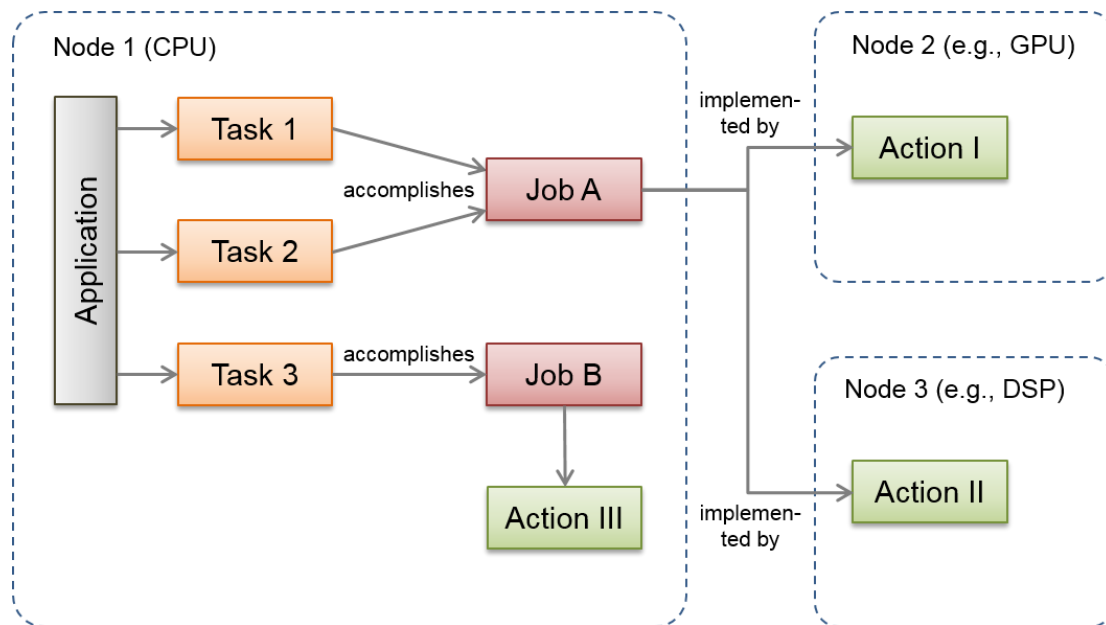 Node 1 (CPU)
Application
Task 1
Task 2
Task 3
accomplishes
accomplishes
Job A
Job B
Action III
implemen-
ted by
implemen-
ted by
Node 2 (e.g., GPU)
Action I
Node 3 (e.g., DSP)
Action II